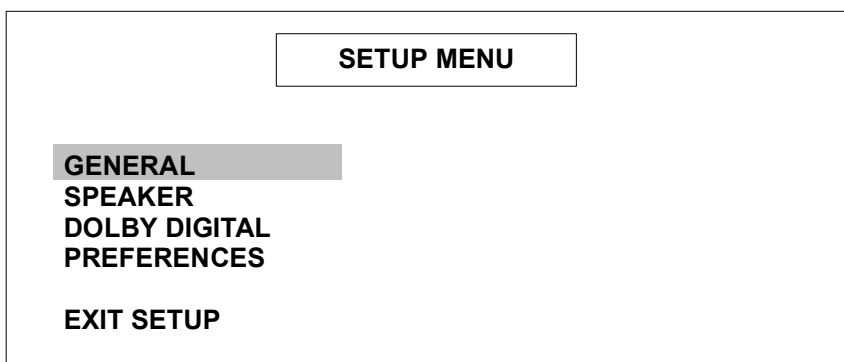 SETUP MENU
GENERAL
SPEAKER
DOLBY DIGITAL
PREFERENCES
EXIT SETUP